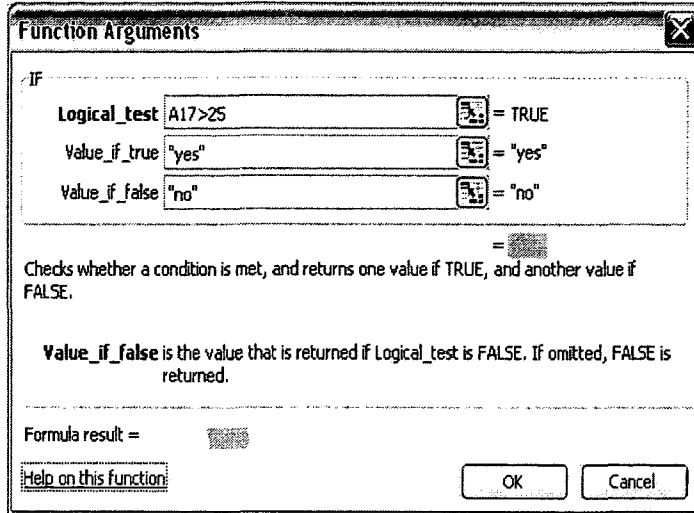 Function Arguments
IF
Logical_test A17>25 = TRUE
Value_if_true "yes" = "yes"
Value_if_false "no" = "no"
=
Checks whether a condition is met, and returns one value if TRUE, and another value if
FALSE.
Value_if_false is the value that is returned if Logical_test is FALSE. If omitted, FALSE is
returned.
Formula result =
Help on this function
OK
Cancel